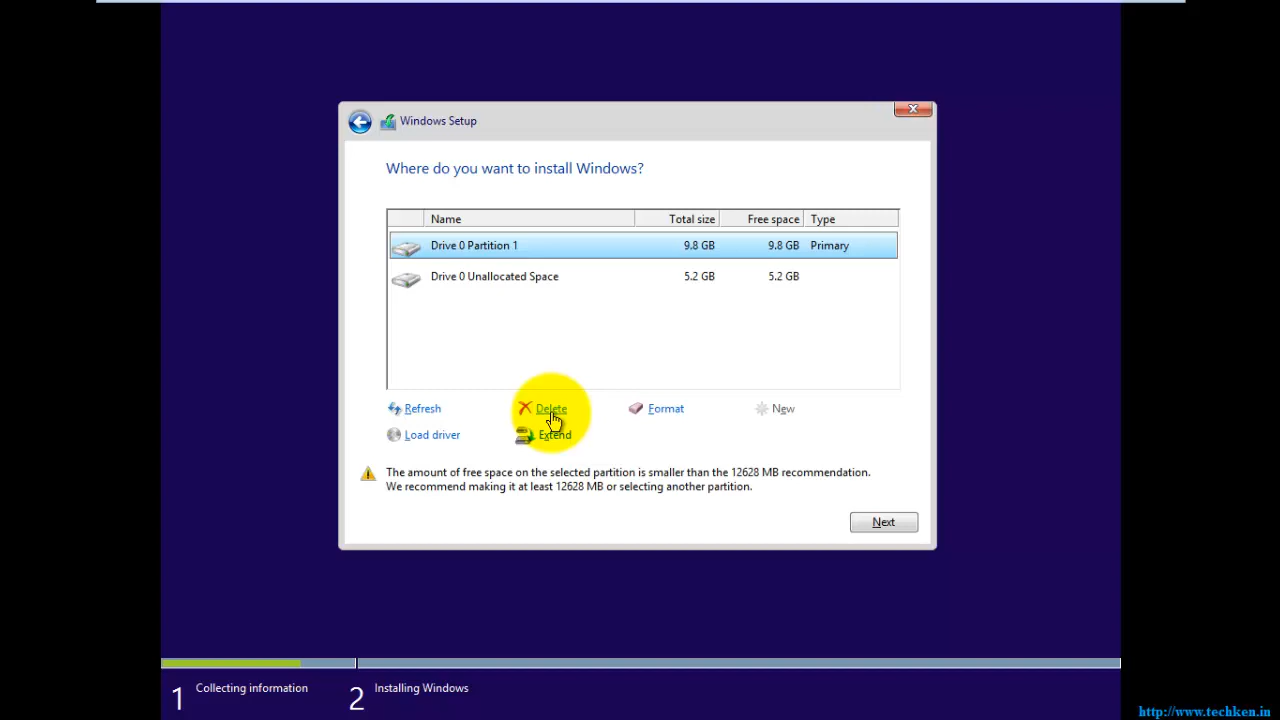 Windows Setup
Where do you want to install Windows?
Name Total size Free space Type
Drive 0 Partition 1 9.8 GB 9.8 GB Primary
Drive 0 Unallocated Space 5.2 GB 5.2 GB
Refresh Delete Format New
Load driver Extend
The amount of free space on the selected partition is smaller than the 12628 MB recommendation.
We recommend making it at least 12628 MB or selecting another partition.
Next
1 Collecting information 2 Installing Windows
http://www.techken.in